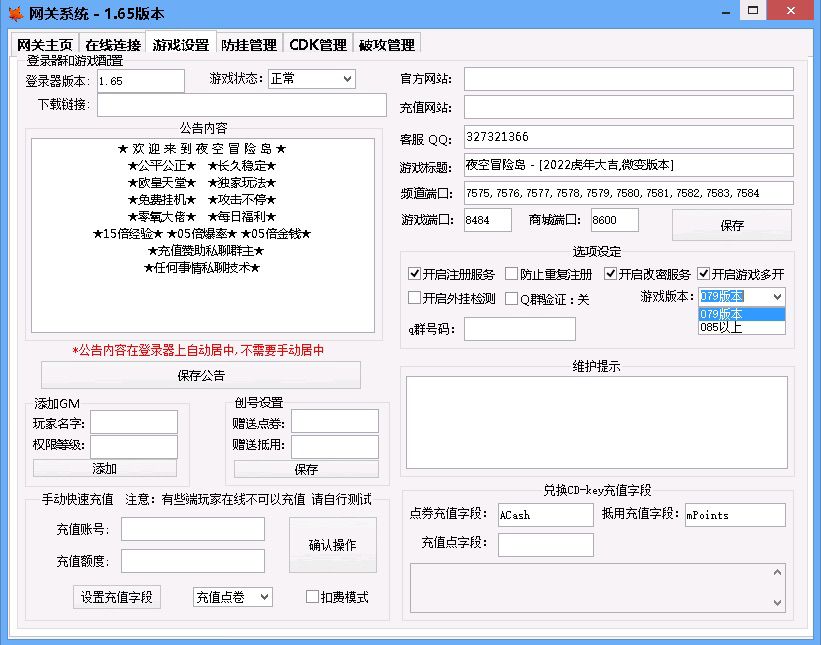 网关系统 - 1.65版本
网关主页 在线连接 游戏设置 防挂管理 CDK管理 破攻管理
登录器和游戏配置
登录器版本: 1.65 游戏状态: 正常
下载链接:
公告内容
★ 欢 迎 来 到 夜 空 冒 险 岛 ★
★公平公正★ ★长久稳定★
★欧皇天堂★ ★独家玩法★
★免费挂机★ ★攻击不停★
★零氪大佬★ ★每日福利★
★15倍经验★ ★05倍爆率★ ★05倍金钱★
★充值赞助私聊群主★
★任何事情私聊技术★
*公告内容在登录器上自动居中,不需要手动居中
保存公告
添加GM
玩家名字:
权限等级:
添加
创号设置
赠送点券:
赠送抵用:
保存
手动快速充值 注意: 有些端玩家在线不可以充值 请自行测试
充值账号:
充值额度:
确认操作
设置充值字段 充值点卷 扣费模式
官方网站:
充值网站:
客服 QQ: 327321366
游戏标题: 夜空冒险岛 - [2022虎年大吉,微变版本]
频道端口: 7575, 7576, 7577, 7578, 7579, 7580, 7581, 7582, 7583, 7584
游戏端口: 8484 商城端口: 8600 保存
选项设定
开启注册服务 防止重复注册 开启改密服务 开启游戏多开
开启外挂检测 Q群验证：关 游戏版本: 079版本
079版本
085以上
q群号码:
维护提示
兑换CD-key充值字段
点券充值字段: ACash 抵用充值字段: mPoints
充值点字段: